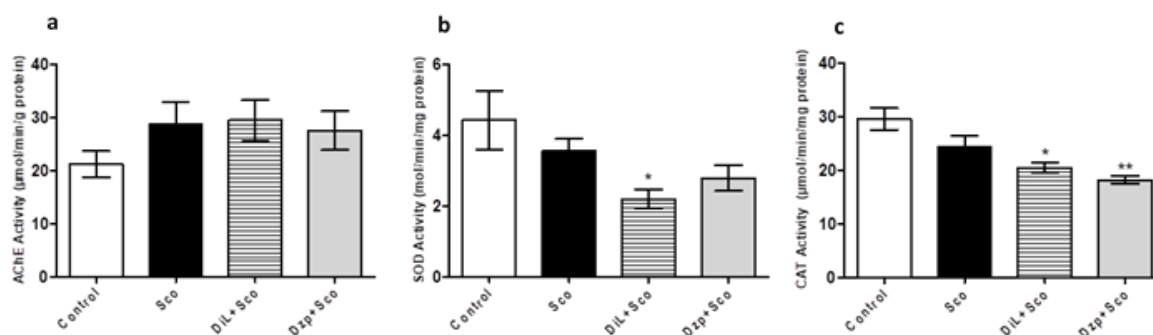 a
AChE Activity (µmol/min/g protein)
40
30
20
10
0
Control
Sco
DiL+Sco
Dzp+Sco
b
SOD Activity (mol/min/mg protein)
6
4
2
0
*
Control
Sco
DiL+Sco
Dzp+Sco
c
CAT Activity (µmol/min/mg protein)
40
30
20
10
0
*
**
Control
Sco
DiL+Sco
Dzp+Sco